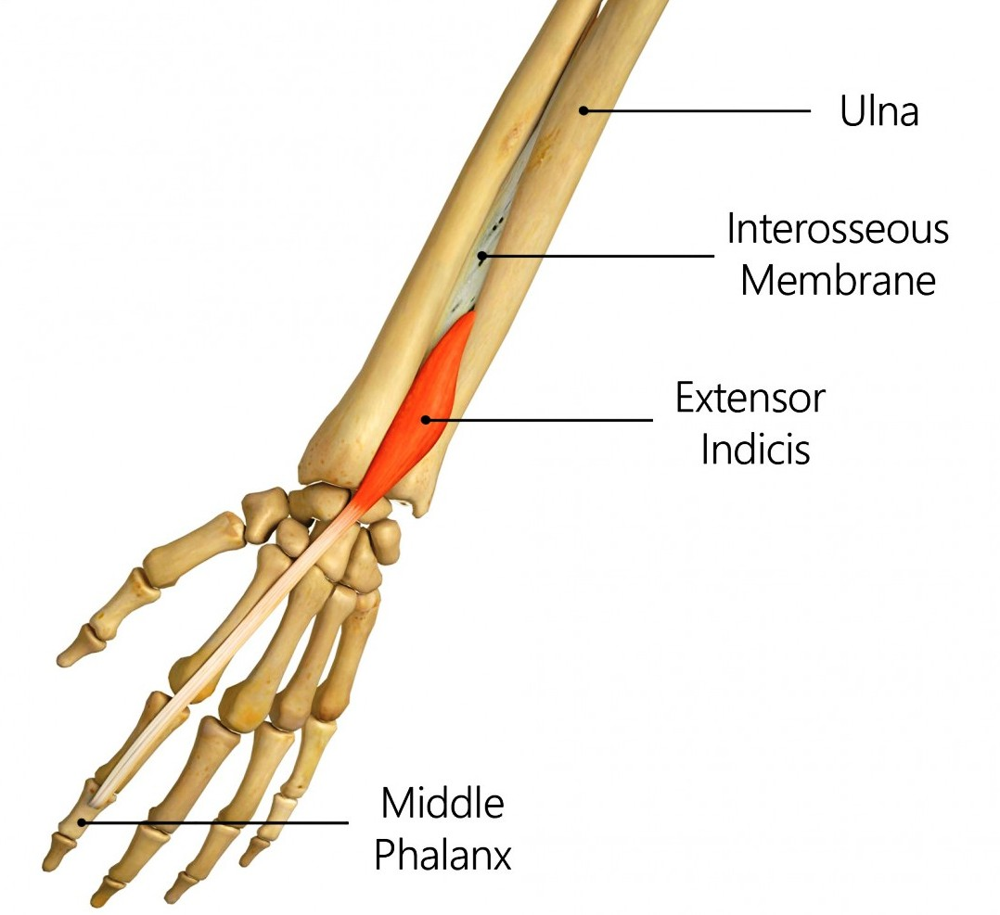 Ulna
Interosseous
Membrane
Extensor
Indicis
Middle
Phalanx